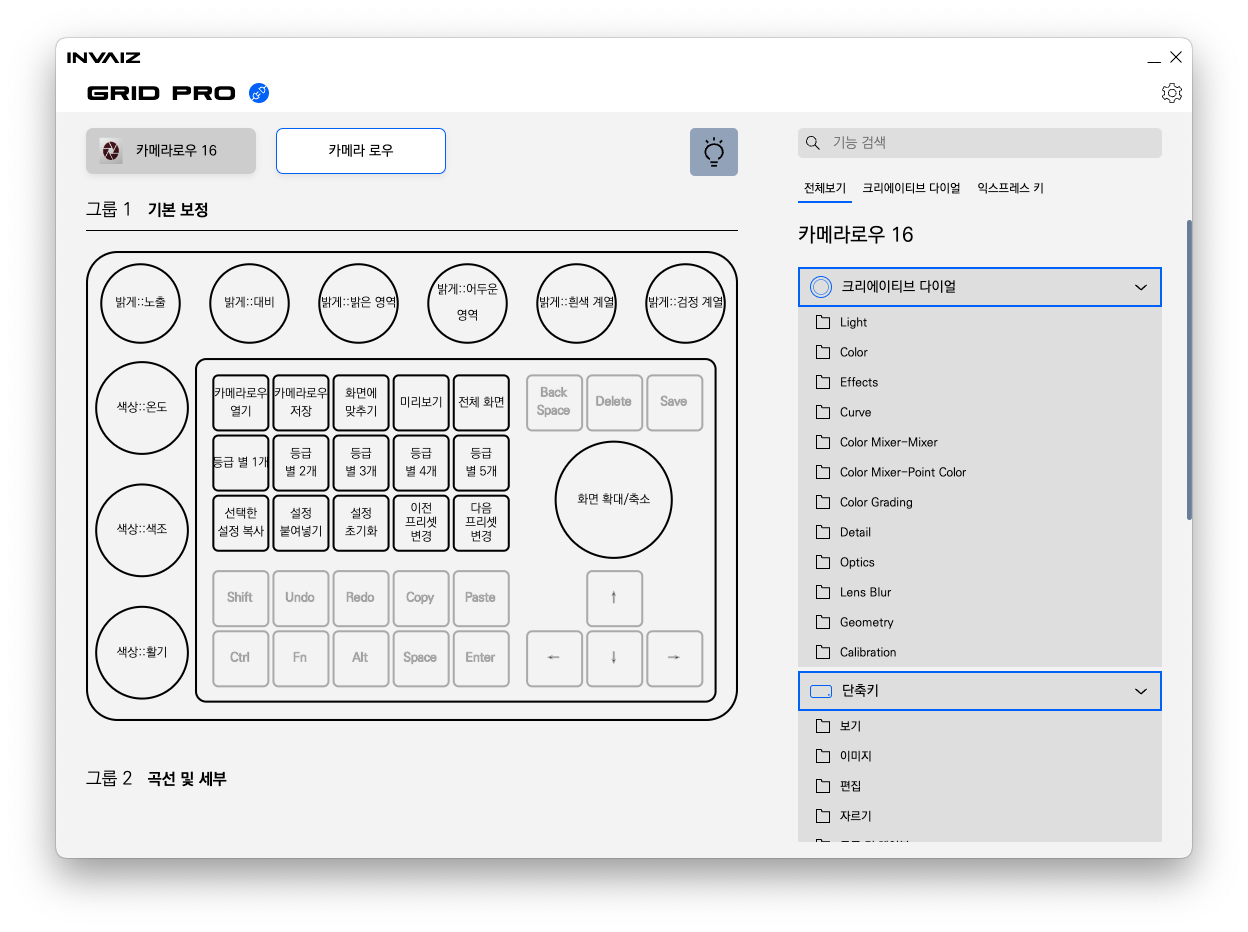 INVAIZ
GRID PRO
카메라로우 16
카메라 로우
그룹 1 기본 보정
밝게::노출
밝게::대비
밝게::밝은 영역
밝게::어두운
영역
밝게::흰색 계열
밝게::검정 계열
색상::온도
색상::색조
색상::활기
카메라로우
열기
카메라로우
저장
화면에
맞추기
미리보기
전체 화면
Back
Space
Delete
Save
등급 별 1개
등급
별 2개
등급
별 3개
등급
별 4개
등급
별 5개
화면 확대/축소
선택한
설정 복사
설정
붙여넣기
설정
초기화
이전
프리셋
변경
다음
프리셋
변경
Shift
Undo
Redo
Copy
Paste
↑
Ctrl
Fn
Alt
Space
Enter
←
↓
→
그룹 2 곡선 및 세부
기능 검색
전체보기 크리에이티브 다이얼 익스프레스 키
카메라로우 16
크리에이티브 다이얼
Light
Color
Effects
Curve
Color Mixer-Mixer
Color Mixer-Point Color
Color Grading
Detail
Optics
Lens Blur
Geometry
Calibration
단축키
보기
이미지
편집
자르기